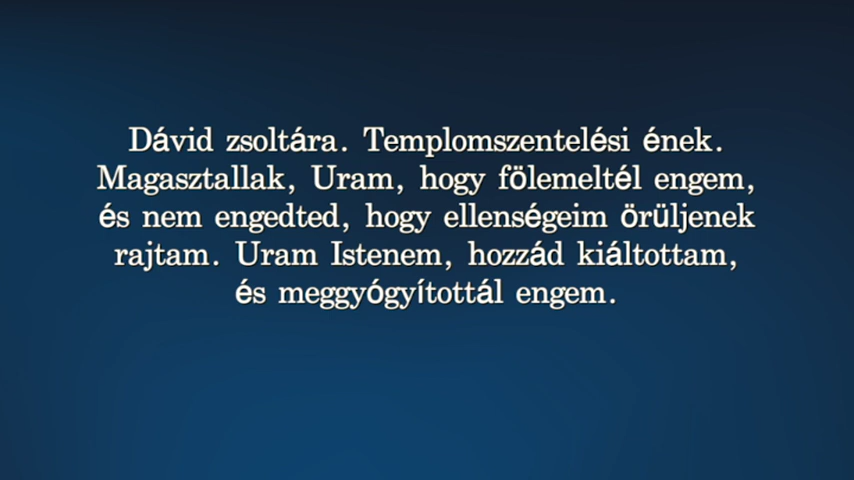 Dávid zsoltára. Templomszentelési ének.
Magasztallak, Uram, hogy fölemeltél engem,
és nem engedted, hogy ellenségeim örüljenek
rajtam. Uram Istenem, hozzád kiáltottam,
és meggyógyítottál engem.